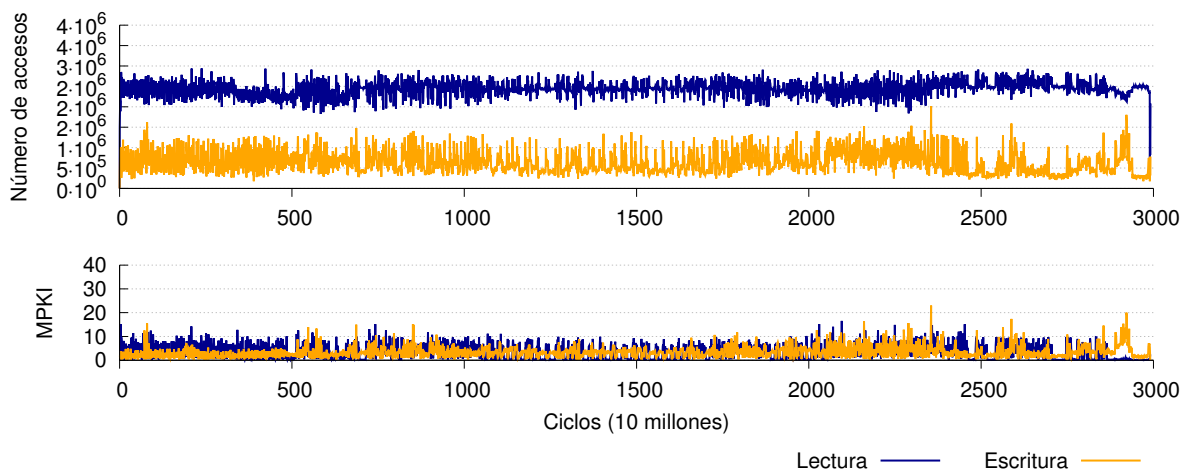 Número de accesos
4·10⁶
4·10⁶
3·10⁶
2·10⁶
2·10⁶
2·10⁶
1·10⁶
5·10⁵
0·10⁰
0 500 1000 1500 2000 2500 3000
MPKI
40
30
20
10
0
0 500 1000 1500 2000 2500 3000
Ciclos (10 millones)
Lectura Escritura